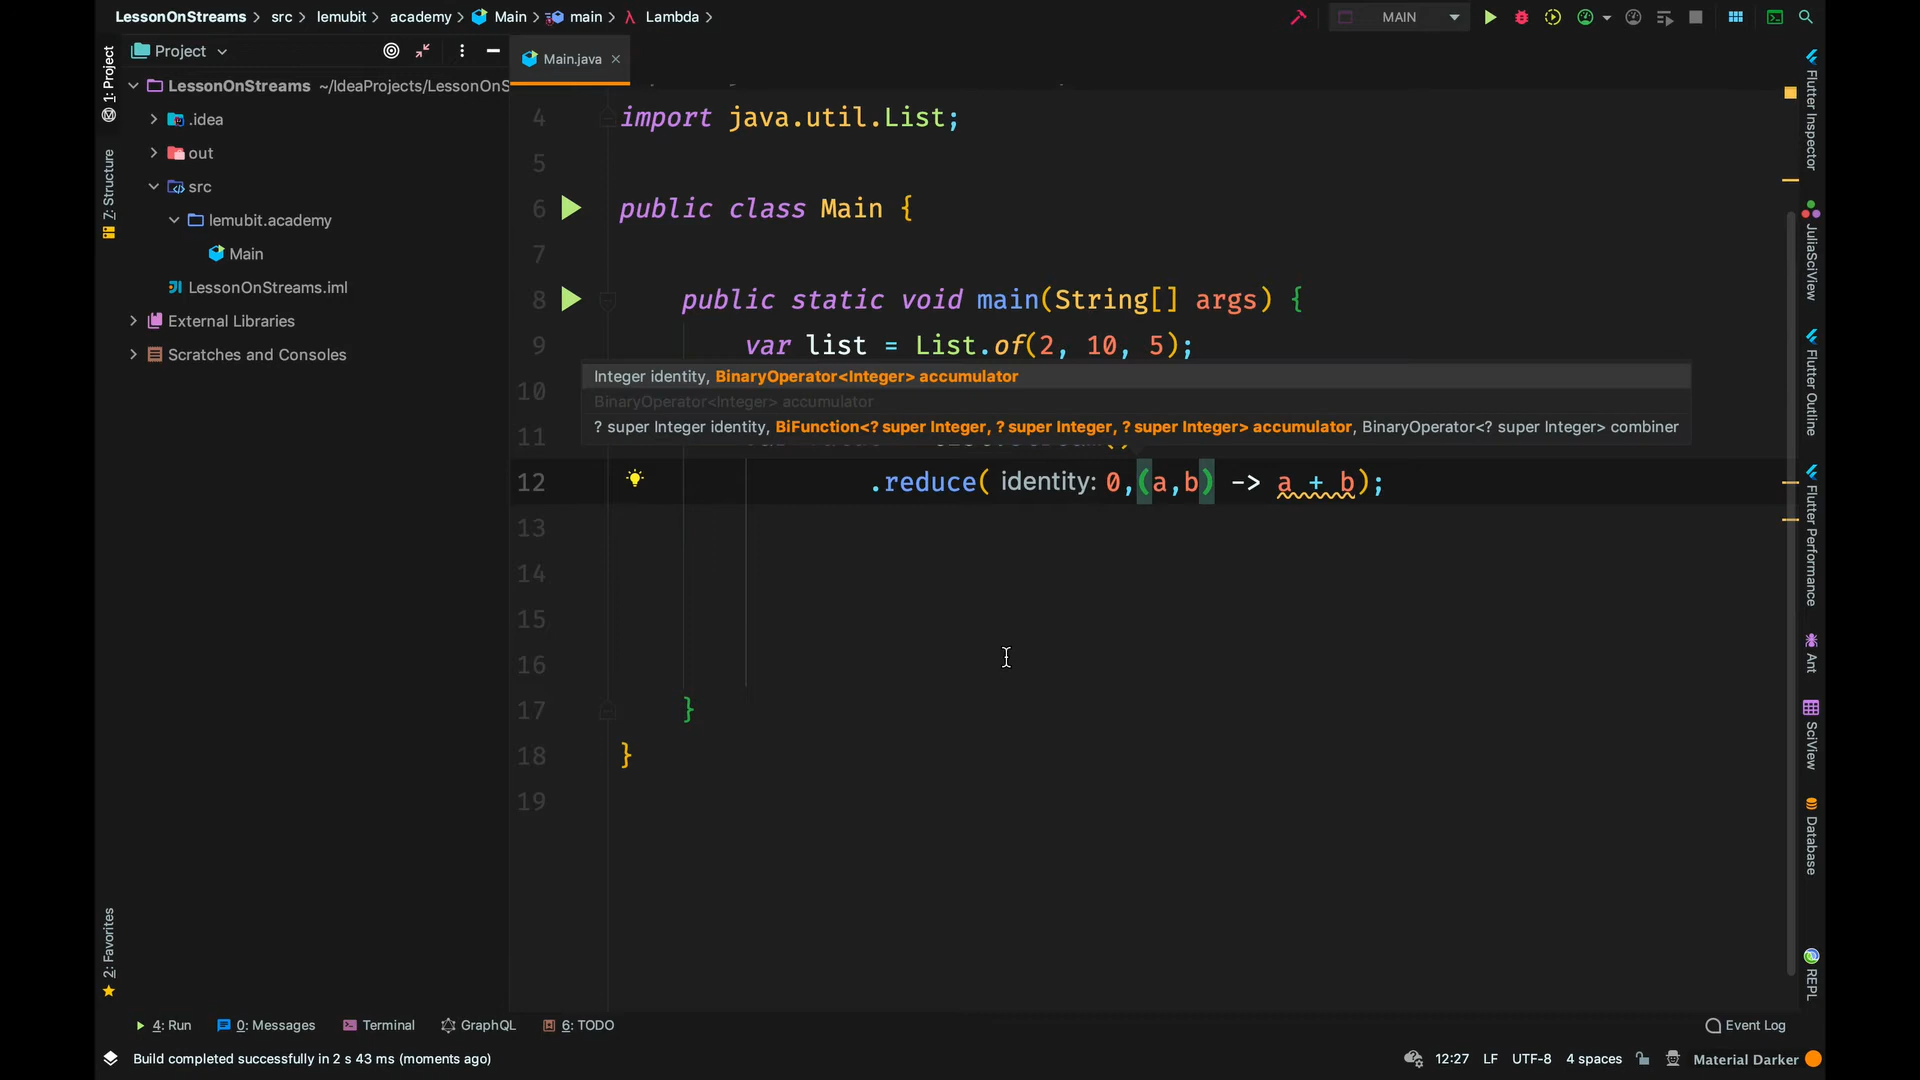 LessonOnStreams src lemubit academy Main main λ Lambda
MAIN
Project
Main.java
1: Project
7: Structure
2: Favorites
LessonOnStreams ~/IdeaProjects/LessonOnS
.idea
out
src
lemubit.academy
Main
LessonOnStreams.iml
External Libraries
Scratches and Consoles
4 import java.util.List;
5
6 public class Main {
7
8 public static void main(String[] args) {
9 var list = List.of(2, 10, 5);
Integer identity, BinaryOperator<Integer> accumulator
10
BinaryOperator<Integer> accumulator
? super Integer identity, BiFunction<? super Integer, ? super Integer, ? super Integer> accumulator, BinaryOperator<? super Integer> combiner
11
12 .reduce( identity: 0,(a,b) -> a + b);
13
14
15
16
17 }
18 }
19
Flutter Inspector
JuliaSciView
Flutter Outline
Flutter Performance
Ant
SciView
Database
REPL
4: Run 0: Messages Terminal GraphQL 6: TODO Event Log
Build completed successfully in 2 s 43 ms (moments ago) 12:27 LF UTF-8 4 spaces Material Darker